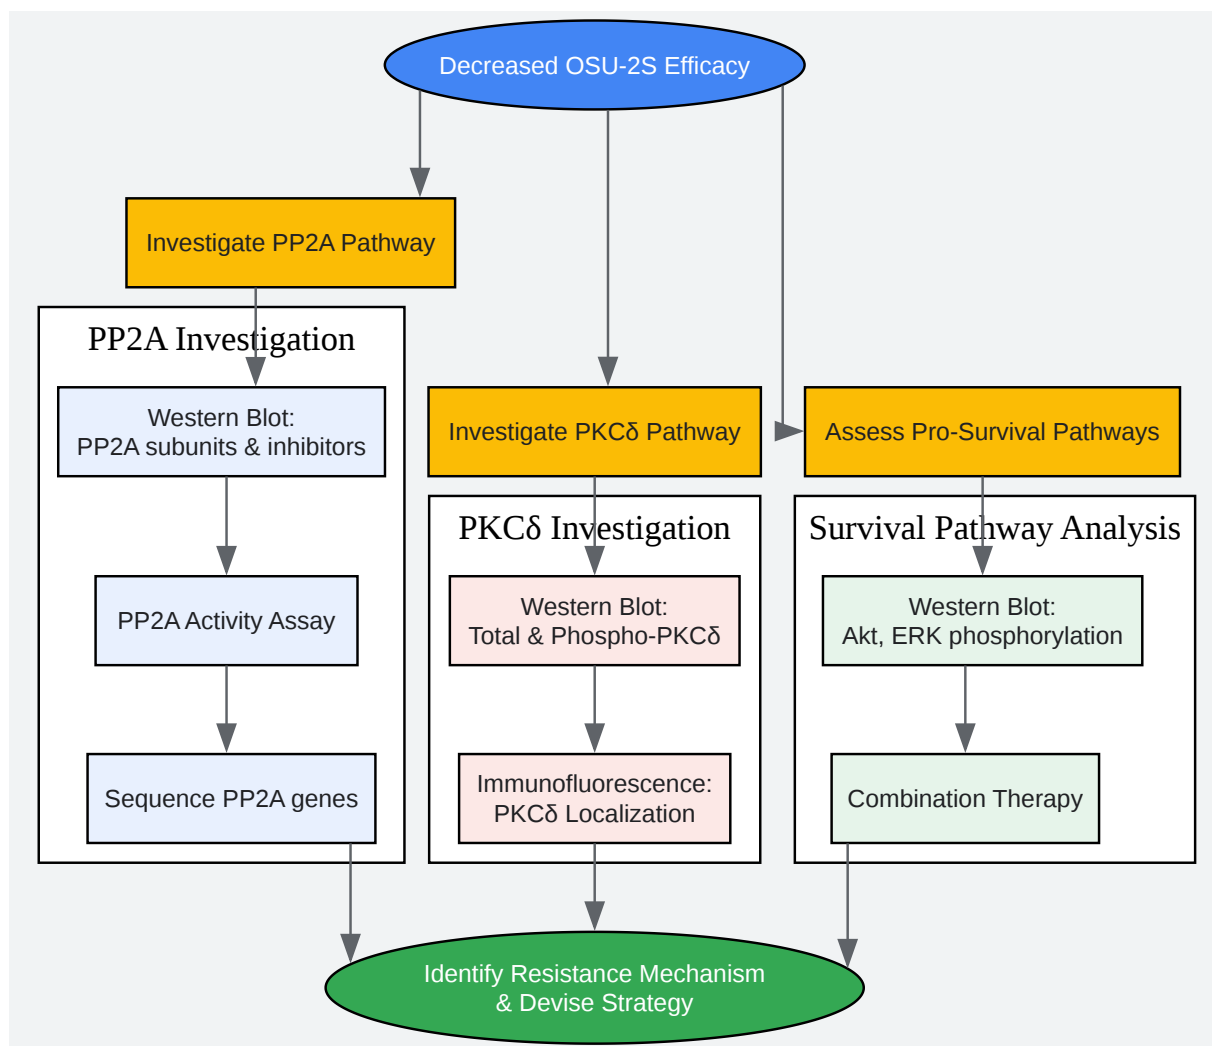 Decreased OSU-2S Efficacy
Investigate PP2A Pathway
PP2A Investigation
Western Blot:
PP2A subunits & inhibitors
PP2A Activity Assay
Sequence PP2A genes
Investigate PKCδ Pathway
PKCδ Investigation
Western Blot:
Total & Phospho-PKCδ
Immunofluorescence:
PKCδ Localization
Assess Pro-Survival Pathways
Survival Pathway Analysis
Western Blot:
Akt, ERK phosphorylation
Combination Therapy
Identify Resistance Mechanism
& Devise Strategy